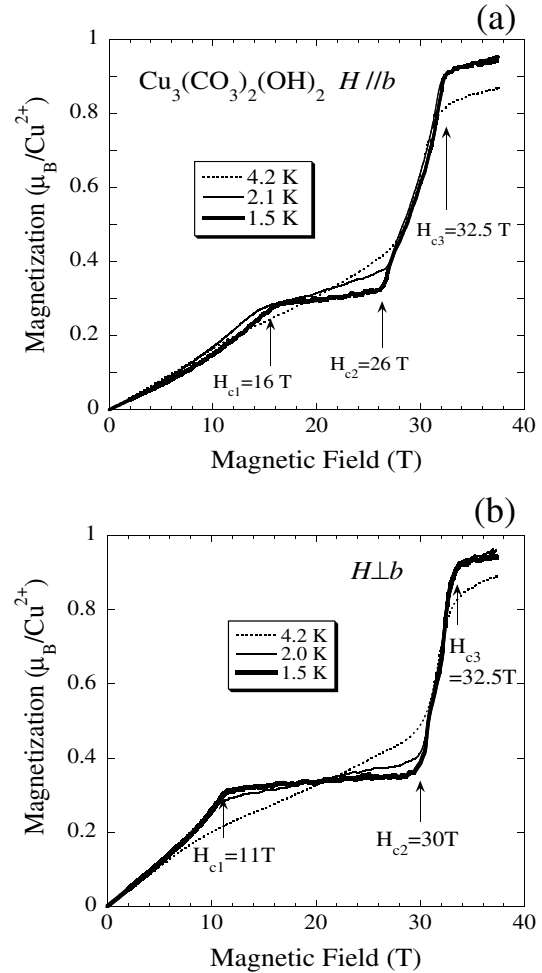 (a)
1
0.8
0.6
0.4
0.2
0
Magnetization (μB/Cu2+)
Cu3(CO3)2(OH)2 H //b
4.2 K
2.1 K
1.5 K
Hc3=32.5 T
Hc1=16 T
Hc2=26 T
0 10 20 30 40
Magnetic Field (T)
(b)
1
0.8
0.6
0.4
0.2
0
Magnetization (μB/Cu2+)
H⊥b
4.2 K
2.0 K
1.5 K
Hc3
=32.5T
Hc1=11T
Hc2=30T
0 10 20 30 40
Magnetic Field (T)